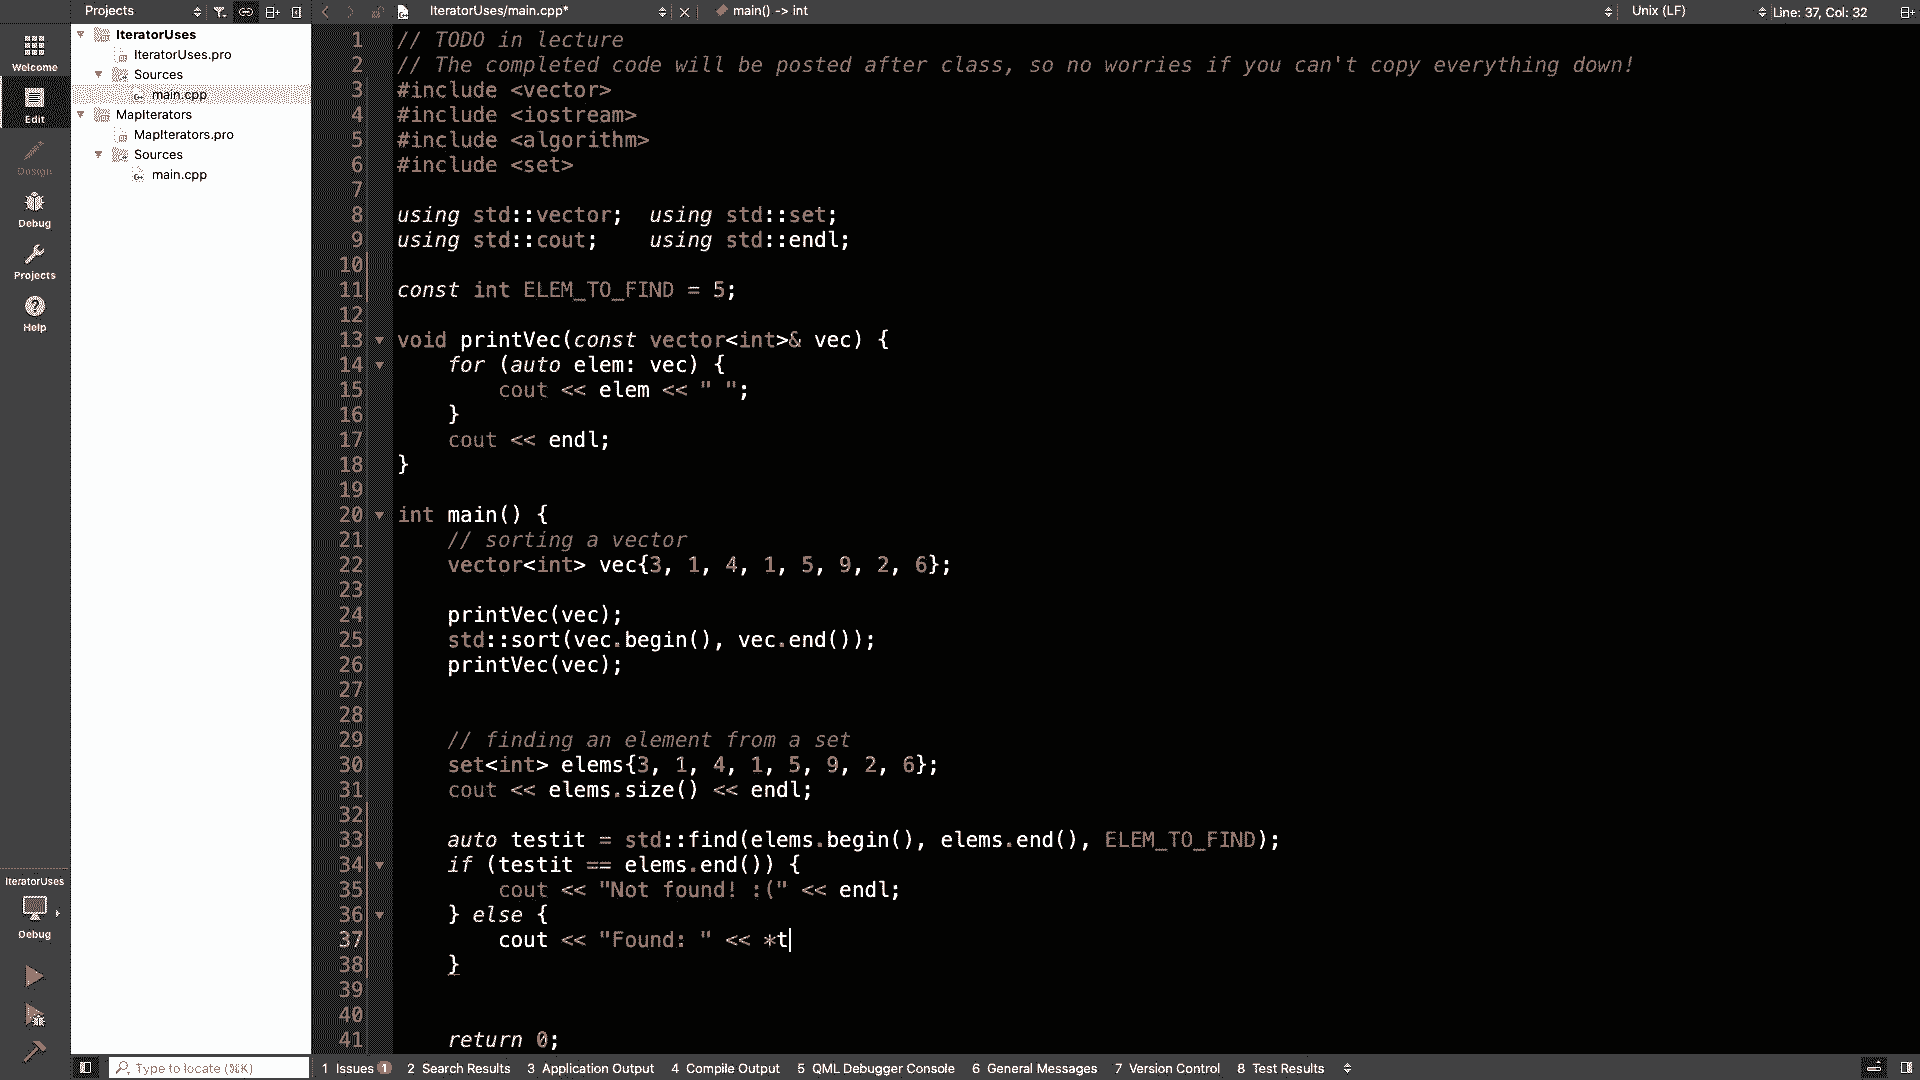 Projects
IteratorUses/main.cpp*
main() -> int
Unix (LF)
Line: 37, Col: 32
Welcome
Edit
Design
Debug
Projects
Help
IteratorUses
Debug
IteratorUses
IteratorUses.pro
Sources
main.cpp
MapIterators
MapIterators.pro
Sources
main.cpp
1 // TODO in lecture
2 // The completed code will be posted after class, so no worries if you can't copy everything down!
3 #include <vector>
4 #include <iostream>
5 #include <algorithm>
6 #include <set>
7
8 using std::vector;  using std::set;
9 using std::cout;    using std::endl;
10
11 const int ELEM_TO_FIND = 5;
12
13 void printVec(const vector<int>& vec) {
14     for (auto elem: vec) {
15         cout << elem << " ";
16     }
17     cout << endl;
18 }
19
20 int main() {
21     // sorting a vector
22     vector<int> vec{3, 1, 4, 1, 5, 9, 2, 6};
23
24     printVec(vec);
25     std::sort(vec.begin(), vec.end());
26     printVec(vec);
27
28
29     // finding an element from a set
30     set<int> elems{3, 1, 4, 1, 5, 9, 2, 6};
31     cout << elems.size() << endl;
32
33     auto testit = std::find(elems.begin(), elems.end(), ELEM_TO_FIND);
34     if (testit == elems.end()) {
35         cout << "Not found! :(" << endl;
36     } else {
37         cout << "Found: " << *t
38     }
39
40
41     return 0;
Type to locate (⌘K)
1 Issues 1
2 Search Results
3 Application Output
4 Compile Output
5 QML Debugger Console
6 General Messages
7 Version Control
8 Test Results